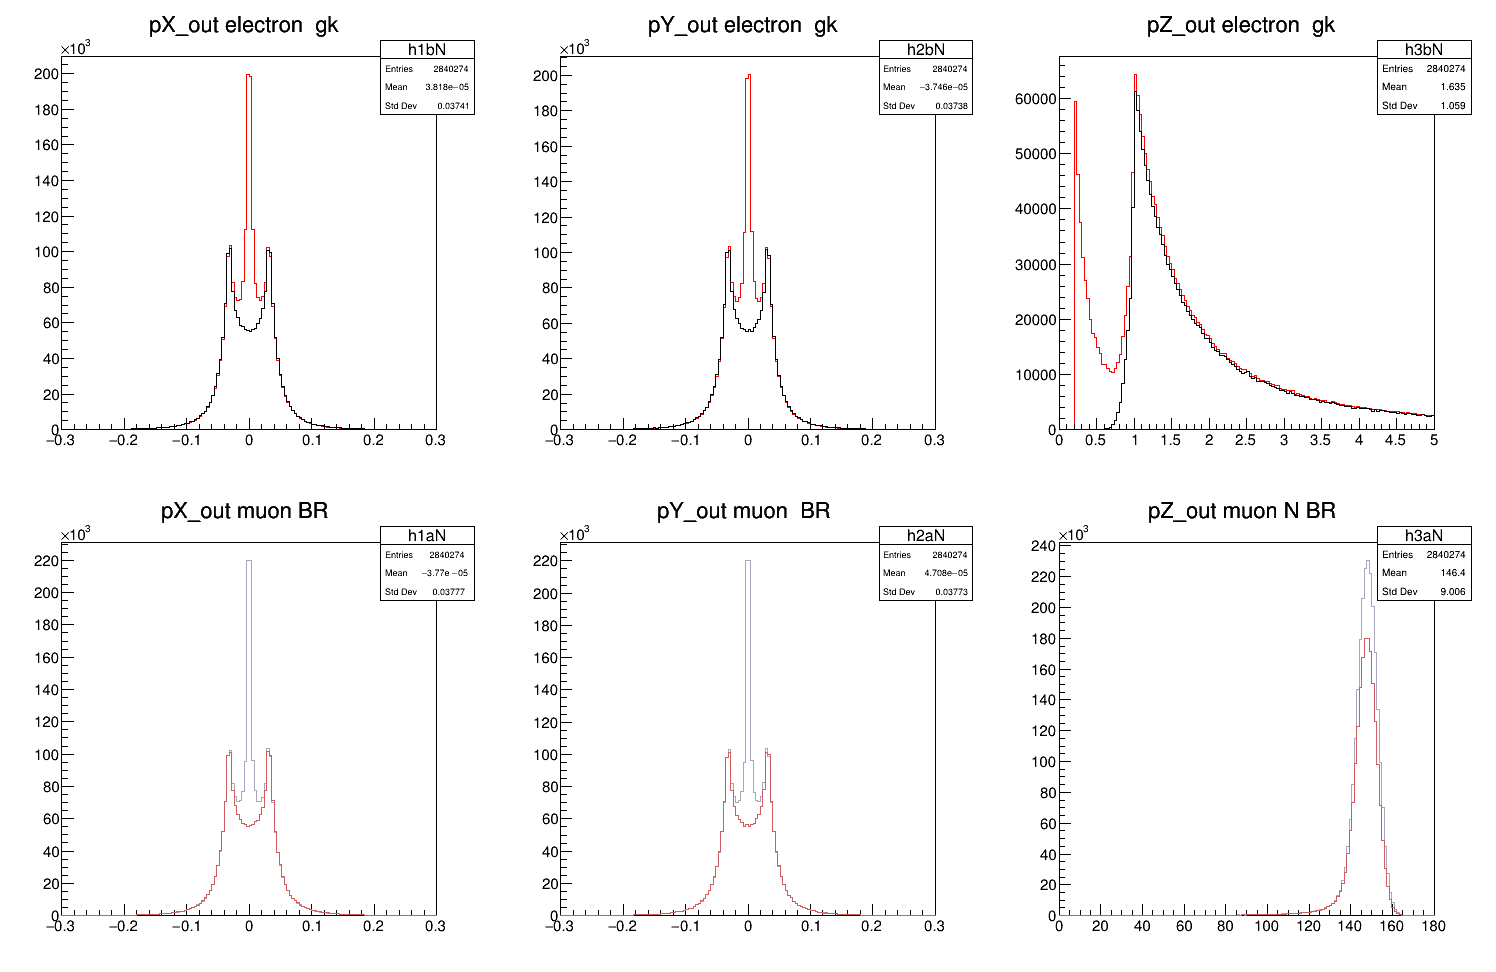 pX_out electron gk
×10³
h1bN
Entries 2840274
Mean 3.818e−05
Std Dev 0.03741
200
180
160
140
120
100
80
60
40
20
0
−0.3 −0.2 −0.1 0 0.1 0.2 0.3
pY_out electron gk
×10³
h2bN
Entries 2840274
Mean −3.746e−05
Std Dev 0.03738
200
180
160
140
120
100
80
60
40
20
0
−0.3 −0.2 −0.1 0 0.1 0.2 0.3
pZ_out electron gk
h3bN
Entries 2840274
Mean 1.635
Std Dev 1.059
60000
50000
40000
30000
20000
10000
0
0 0.5 1 1.5 2 2.5 3 3.5 4 4.5 5
pX_out muon BR
×10³
h1aN
Entries 2840274
Mean −3.77e−05
Std Dev 0.03777
220
200
180
160
140
120
100
80
60
40
20
0
−0.3 −0.2 −0.1 0 0.1 0.2 0.3
pY_out muon BR
×10³
h2aN
Entries 2840274
Mean 4.708e−05
Std Dev 0.03773
220
200
180
160
140
120
100
80
60
40
20
0
−0.3 −0.2 −0.1 0 0.1 0.2 0.3
pZ_out muon N BR
×10³
h3aN
Entries 2840274
Mean 146.4
Std Dev 9.006
240
220
200
180
160
140
120
100
80
60
40
20
0
0 20 40 60 80 100 120 140 160 180